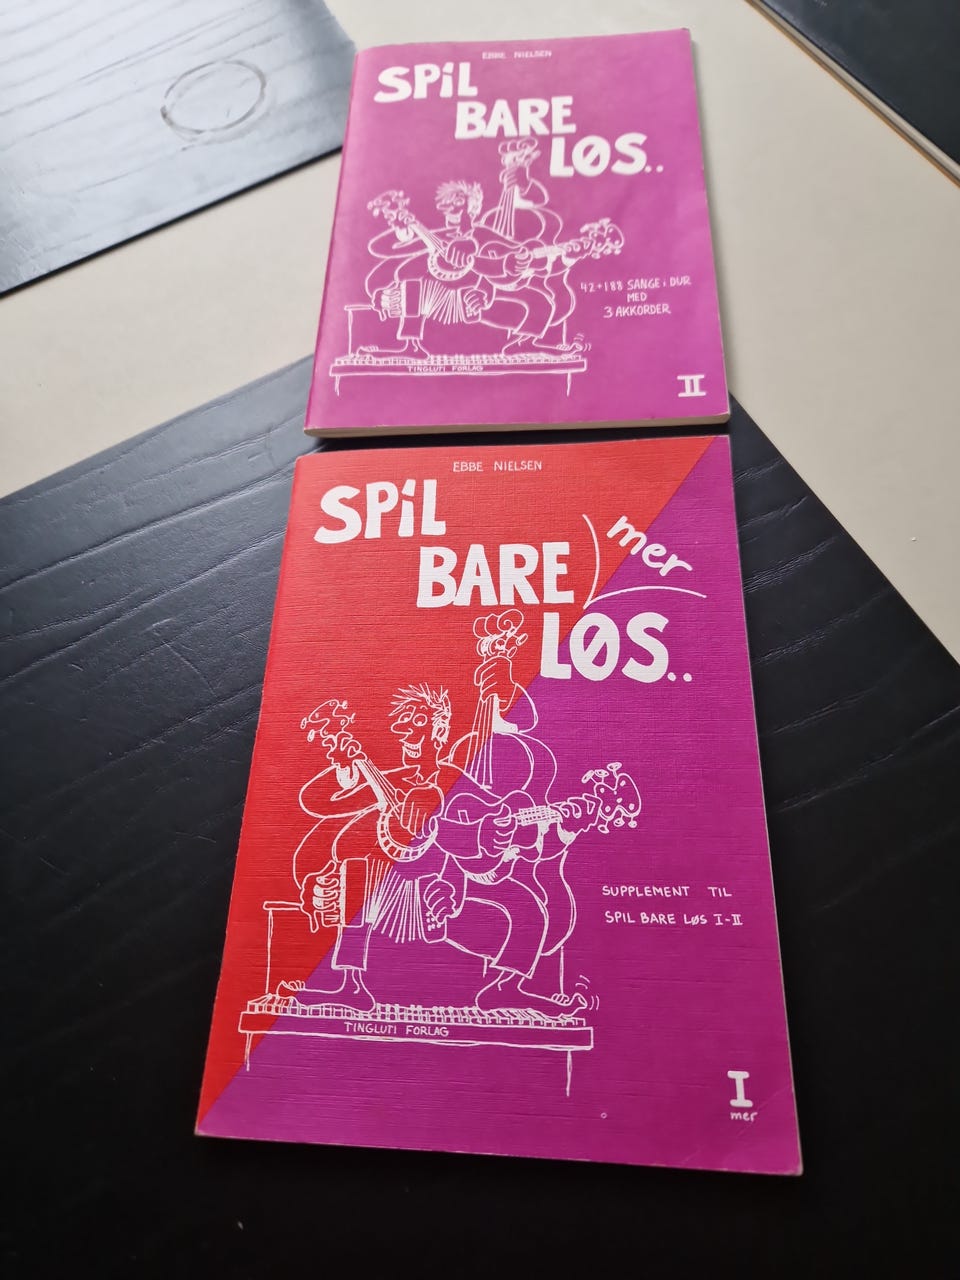 EBBE NIELSEN
SPiL
BARE
LØS..
42+188 SANGE i DUR
MED
3 AKKORDER
TINGLUTI FORLAG
II
EBBE NIELSEN
SPiL
BARE
mer
LØS..
SUPPLEMENT TIL
SPIL BARE LØS I-II
TINGLUTI FORLAG
I
mer